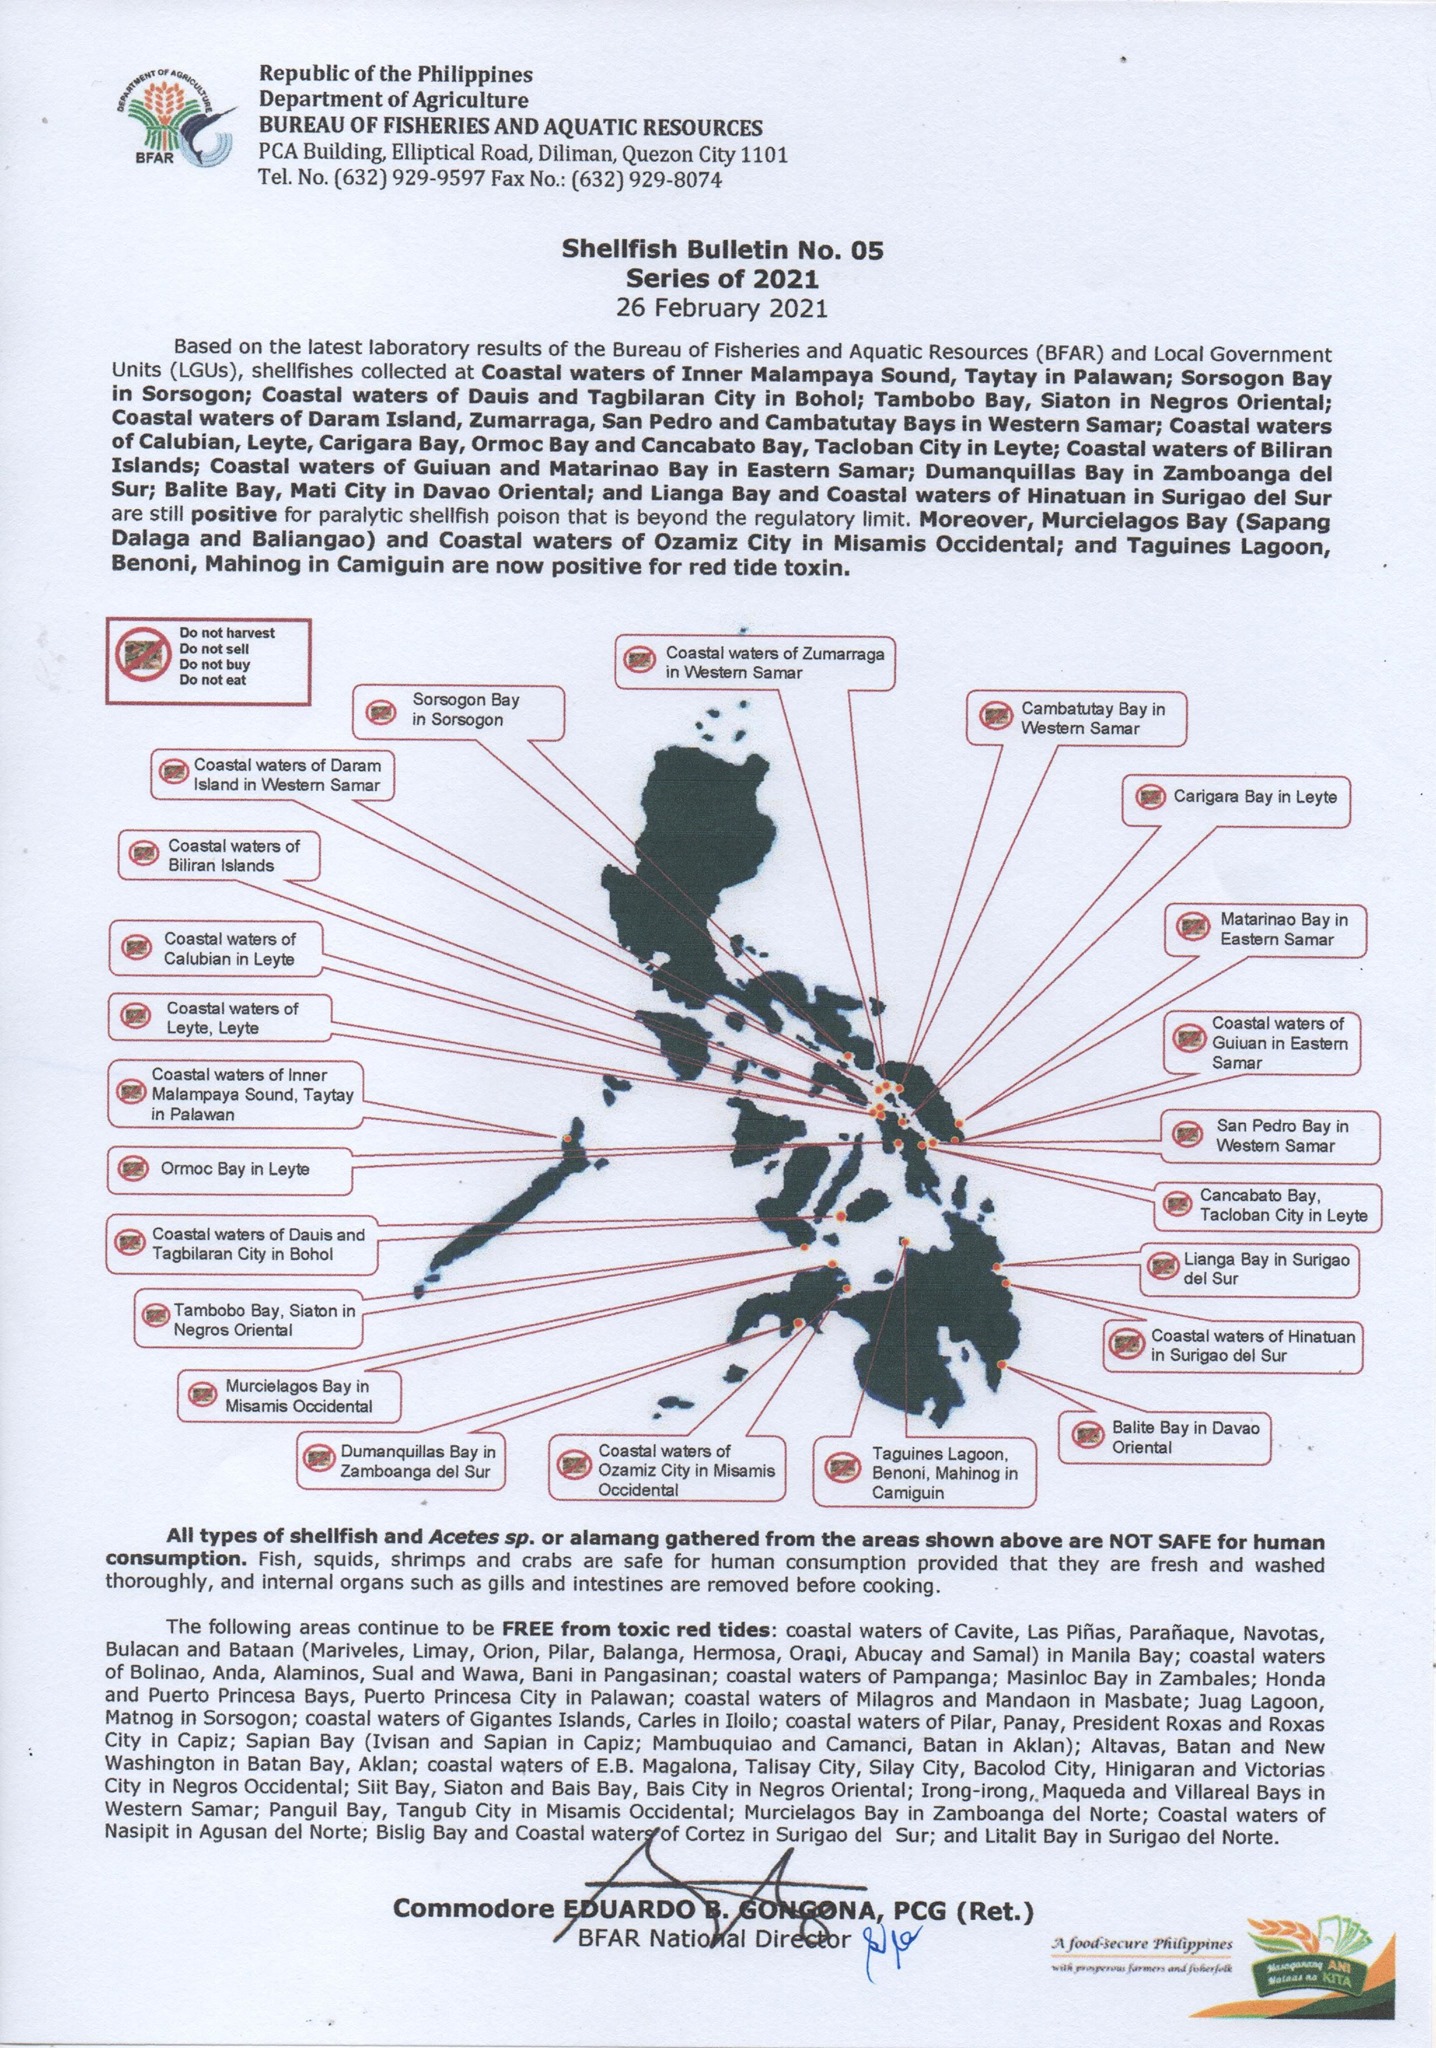 DEPARTMENT OF AGRICULTURE
BFAR
Republic of the Philippines
Department of Agriculture
BUREAU OF FISHERIES AND AQUATIC RESOURCES
PCA Building, Elliptical Road, Diliman, Quezon City 1101
Tel. No. (632) 929-9597 Fax No.: (632) 929-8074
Shellfish Bulletin No. 05
Series of 2021
26 February 2021
Based on the latest laboratory results of the Bureau of Fisheries and Aquatic Resources (BFAR) and Local Government
Units (LGUs), shellfishes collected at Coastal waters of Inner Malampaya Sound, Taytay in Palawan; Sorsogon Bay
in Sorsogon; Coastal waters of Dauis and Tagbilaran City in Bohol; Tambobo Bay, Siaton in Negros Oriental;
Coastal waters of Daram Island, Zumarraga, San Pedro and Cambatutay Bays in Western Samar; Coastal waters
of Calubian, Leyte, Carigara Bay, Ormoc Bay and Cancabato Bay, Tacloban City in Leyte; Coastal waters of Biliran
Islands; Coastal waters of Guiuan and Matarinao Bay in Eastern Samar; Dumanquillas Bay in Zamboanga del
Sur; Balite Bay, Mati City in Davao Oriental; and Lianga Bay and Coastal waters of Hinatuan in Surigao del Sur
are still positive for paralytic shellfish poison that is beyond the regulatory limit. Moreover, Murcielagos Bay (Sapang
Dalaga and Baliangao) and Coastal waters of Ozamiz City in Misamis Occidental; and Taguines Lagoon,
Benoni, Mahinog in Camiguin are now positive for red tide toxin.
Do not harvest
Do not sell
Do not buy
Do not eat
Coastal waters of Zumarraga
in Western Samar
Sorsogon Bay
in Sorsogon
Cambatutay Bay in
Western Samar
Coastal waters of Daram
Island in Western Samar
Carigara Bay in Leyte
Coastal waters of
Biliran Islands
Matarinao Bay in
Eastern Samar
Coastal waters of
Calubian in Leyte
Coastal waters of
Leyte, Leyte
Coastal waters of
Guiuan in Eastern
Samar
Coastal waters of Inner
Malampaya Sound, Taytay
in Palawan
San Pedro Bay in
Western Samar
Ormoc Bay in Leyte
Cancabato Bay,
Tacloban City in Leyte
Coastal waters of Dauis and
Tagbilaran City in Bohol
Lianga Bay in Surigao
del Sur
Tambobo Bay, Siaton in
Negros Oriental
Coastal waters of Hinatuan
in Surigao del Sur
Murcielagos Bay in
Misamis Occidental
Balite Bay in Davao
Oriental
Dumanquillas Bay in
Zamboanga del Sur
Coastal waters of
Ozamiz City in Misamis
Occidental
Taguines Lagoon,
Benoni, Mahinog in
Camiguin
All types of shellfish and Acetes sp. or alamang gathered from the areas shown above are NOT SAFE for human
consumption. Fish, squids, shrimps and crabs are safe for human consumption provided that they are fresh and washed
thoroughly, and internal organs such as gills and intestines are removed before cooking.
The following areas continue to be FREE from toxic red tides: coastal waters of Cavite, Las Piñas, Parañaque, Navotas,
Bulacan and Bataan (Mariveles, Limay, Orion, Pilar, Balanga, Hermosa, Orani, Abucay and Samal) in Manila Bay; coastal waters
of Bolinao, Anda, Alaminos, Sual and Wawa, Bani in Pangasinan; coastal waters of Pampanga; Masinloc Bay in Zambales; Honda
and Puerto Princesa Bays, Puerto Princesa City in Palawan; coastal waters of Milagros and Mandaon in Masbate; Juag Lagoon,
Matnog in Sorsogon; coastal waters of Gigantes Islands, Carles in Iloilo; coastal waters of Pilar, Panay, President Roxas and Roxas
City in Capiz; Sapian Bay (Ivisan and Sapian in Capiz; Mambuquiao and Camanci, Batan in Aklan); Altavas, Batan and New
Washington in Batan Bay, Aklan; coastal waters of E.B. Magalona, Talisay City, Silay City, Bacolod City, Hinigaran and Victorias
City in Negros Occidental; Siit Bay, Siaton and Bais Bay, Bais City in Negros Oriental; Irong-irong, Maqueda and Villareal Bays in
Western Samar; Panguil Bay, Tangub City in Misamis Occidental; Murcielagos Bay in Zamboanga del Norte; Coastal waters of
Nasipit in Agusan del Norte; Bislig Bay and Coastal waters of Cortez in Surigao del Sur; and Litalit Bay in Surigao del Norte.
Commodore EDUARDO B. GONGONA, PCG (Ret.)
BFAR National Director
A food-secure Philippines
with prosperous farmers and fisherfolk
Masaganang ANI
Mataas na KITA